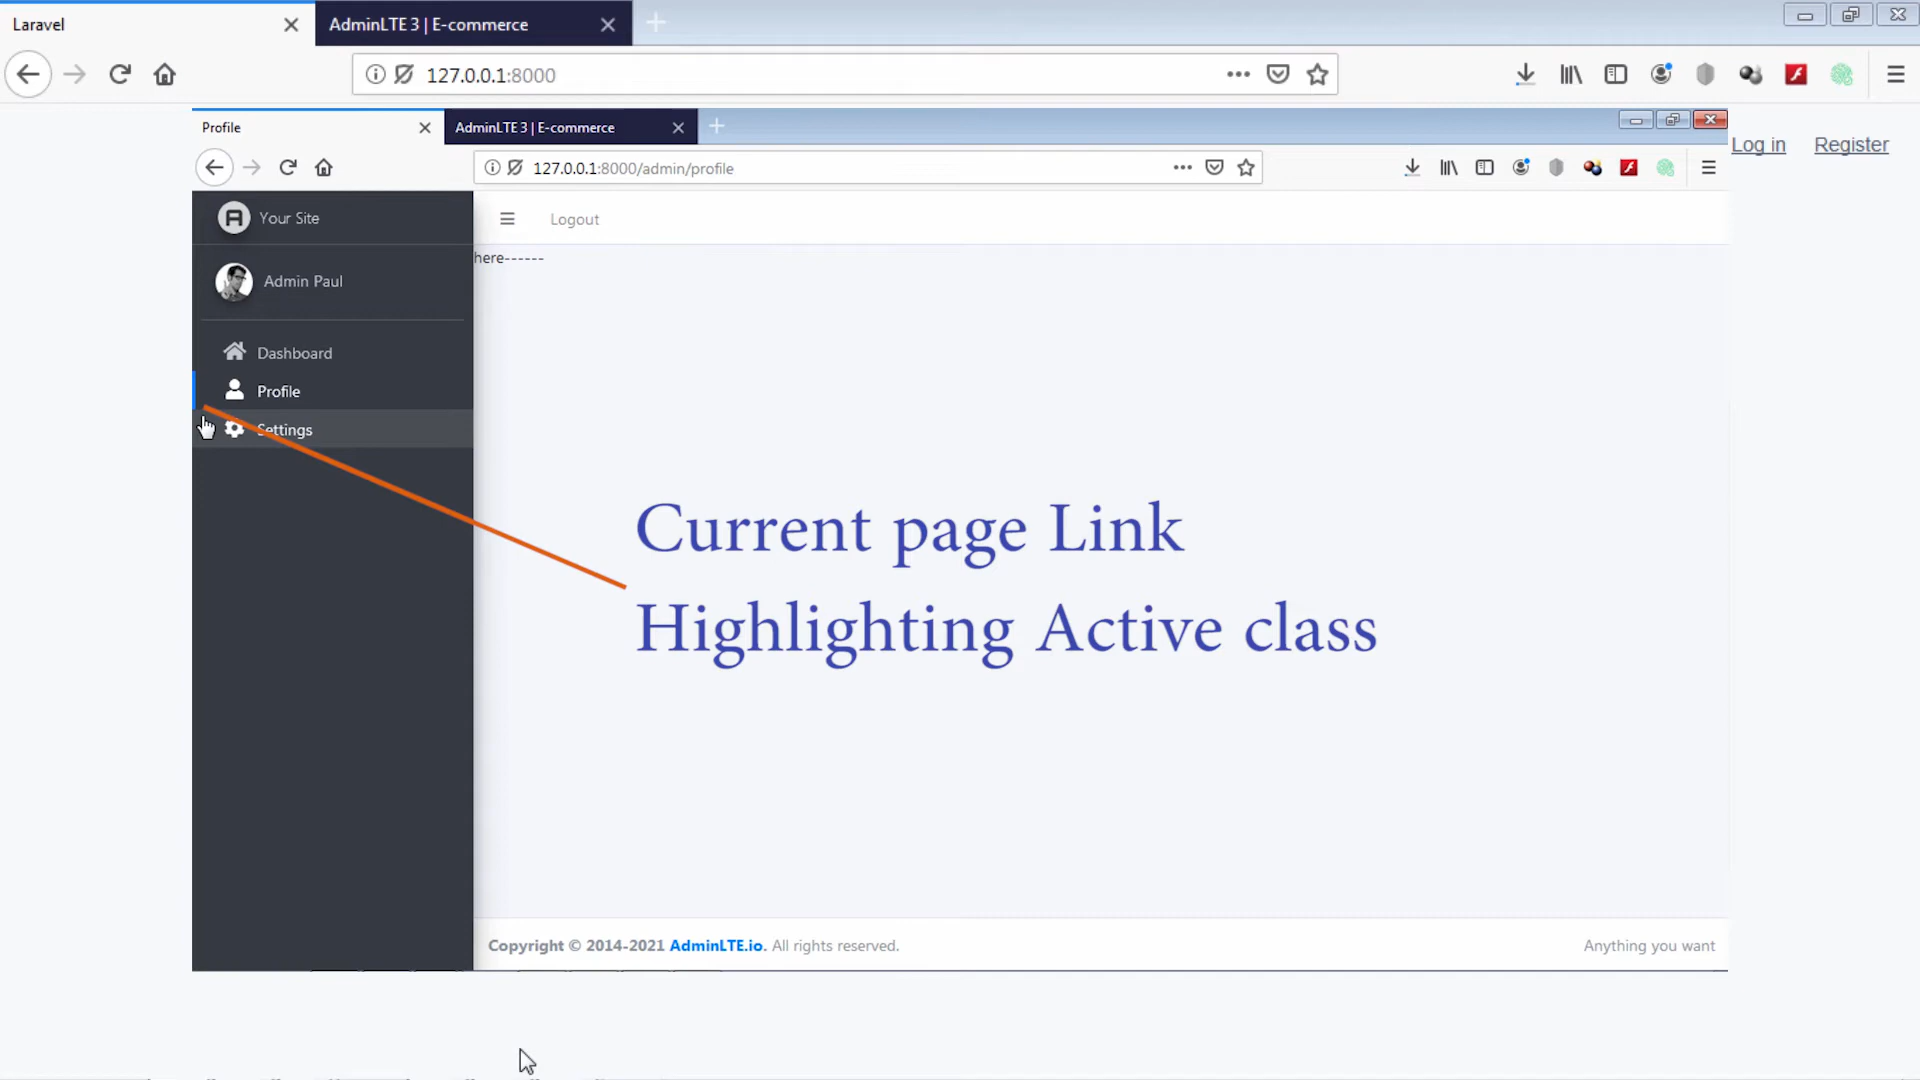 Laravel
AdminLTE 3 | E-commerce
127.0.0.1:8000
Log in
Register
Profile
AdminLTE 3 | E-commerce
127.0.0.1:8000/admin/profile
Your Site
Logout
here------
Admin Paul
Dashboard
Profile
Settings
Current page Link
Highlighting Active class
Copyright © 2014-2021 AdminLTE.io. All rights reserved.
Anything you want